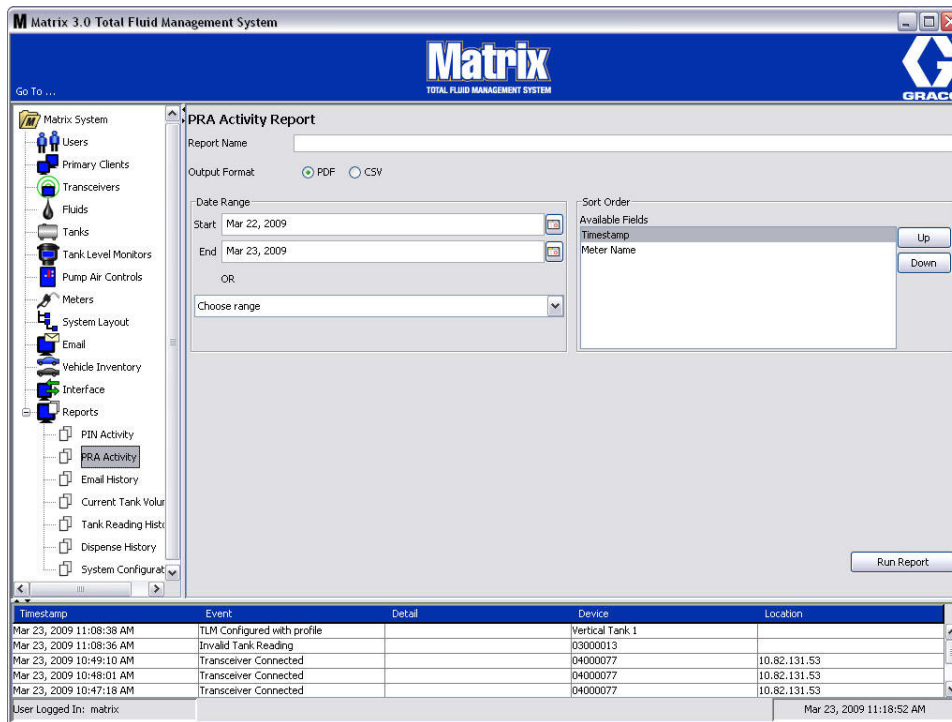 M Matrix 3.0 Total Fluid Management System
Matrix
TOTAL FLUID MANAGEMENT SYSTEM
Go To ...
GRACO
Matrix System
Users
Primary Clients
Transceivers
Fluids
Tanks
Tank Level Monitors
Pump Air Controls
Meters
System Layout
Email
Vehicle Inventory
Interface
Reports
PIN Activity
PRA Activity
Email History
Current Tank Volur
Tank Reading Histo
Dispense History
System Configurat
PRA Activity Report
Report Name
Output Format PDF CSV
Date Range
Start Mar 22, 2009
End Mar 23, 2009
OR
Choose range
Sort Order
Available Fields
Timestamp
Meter Name
Up
Down
Run Report
Timestamp Event Detail Device Location
Mar 23, 2009 11:08:38 AM TLM Configured with profile Vertical Tank 1
Mar 23, 2009 11:08:36 AM Invalid Tank Reading 03000013
Mar 23, 2009 10:49:10 AM Transceiver Connected 04000077 10.82.131.53
Mar 23, 2009 10:48:01 AM Transceiver Connected 04000077 10.82.131.53
Mar 23, 2009 10:47:18 AM Transceiver Connected 04000077 10.82.131.53
User Logged In: matrix Mar 23, 2009 11:18:52 AM